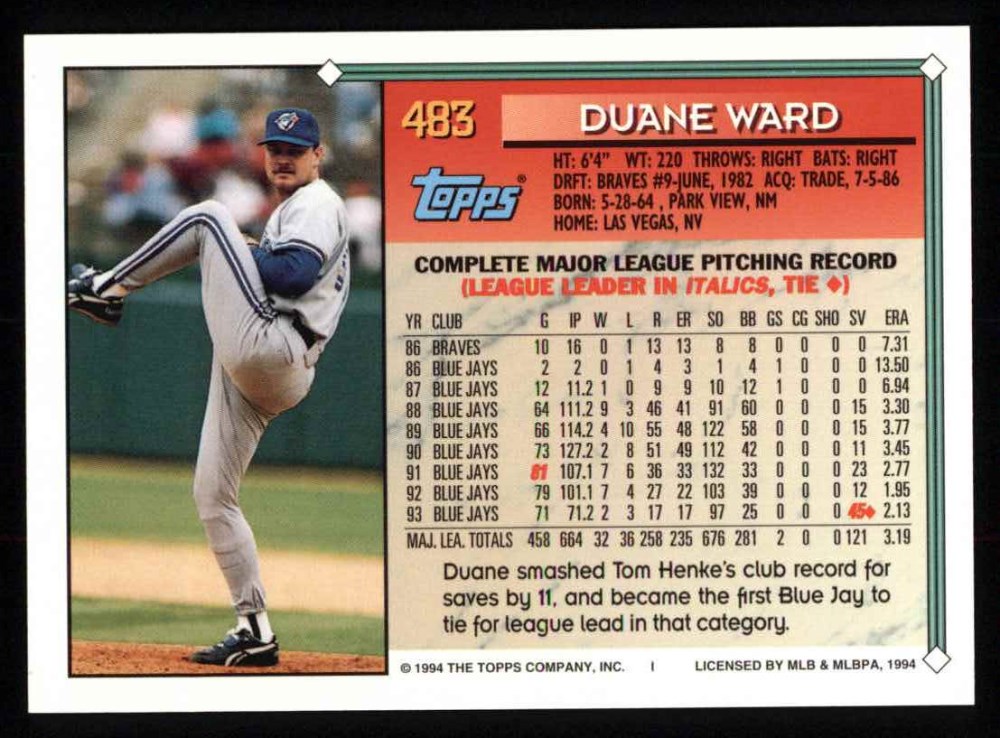 483
DUANE WARD
Topps®
HT: 6'4" WT: 220 THROWS: RIGHT BATS: RIGHT
DRFT: BRAVES #9-JUNE, 1982 ACQ: TRADE, 7-5-86
BORN: 5-28-64 , PARK VIEW, NM
HOME: LAS VEGAS, NV
COMPLETE MAJOR LEAGUE PITCHING RECORD
(LEAGUE LEADER IN ITALICS, TIE ♦)
YR CLUB G IP W L R ER SO BB GS CG SHO SV ERA
86 BRAVES 10 16 0 1 13 13 8 8 0 0 0 0 7.31
86 BLUE JAYS 2 2 0 1 4 3 1 4 1 0 0 0 13.50
87 BLUE JAYS 12 11.2 1 0 9 9 10 12 1 0 0 0 6.94
88 BLUE JAYS 64 111.2 9 3 46 41 91 60 0 0 0 15 3.30
89 BLUE JAYS 66 114.2 4 10 55 48 122 58 0 0 0 15 3.77
90 BLUE JAYS 73 127.2 2 8 51 49 112 42 0 0 0 11 3.45
91 BLUE JAYS 81 107.1 7 6 36 33 132 33 0 0 0 23 2.77
92 BLUE JAYS 79 101.1 7 4 27 22 103 39 0 0 0 12 1.95
93 BLUE JAYS 71 71.2 2 3 17 17 97 25 0 0 0 45♦ 2.13
MAJ. LEA. TOTALS 458 664 32 36 258 235 676 281 2 0 0 121 3.19
Duane smashed Tom Henke's club record for
saves by 11, and became the first Blue Jay to
tie for league lead in that category.
© 1994 THE TOPPS COMPANY, INC. I LICENSED BY MLB & MLBPA, 1994